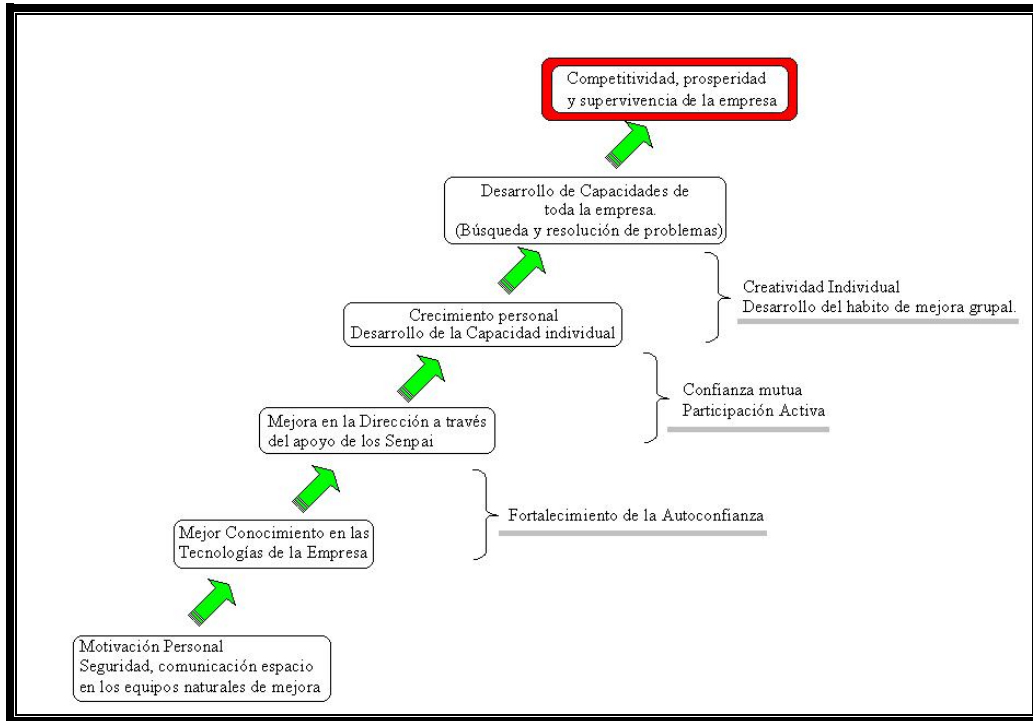 Competitividad, prosperidad
y supervivencia de la empresa
Desarrollo de Capacidades de
toda la empresa.
(Búsqueda y resolución de problemas)
Creatividad Individual
Desarrollo del habito de mejora grupal.
Crecimiento personal
Desarrollo de la Capacidad individual
Confianza mutua
Participación Activa
Mejora en la Dirección a través
del apoyo de los Senpai
Fortalecimiento de la Autoconfianza
Mejor Conocimiento en las
Tecnologías de la Empresa
Motivación Personal
Seguridad, comunicación espacio
en los equipos naturales de mejora